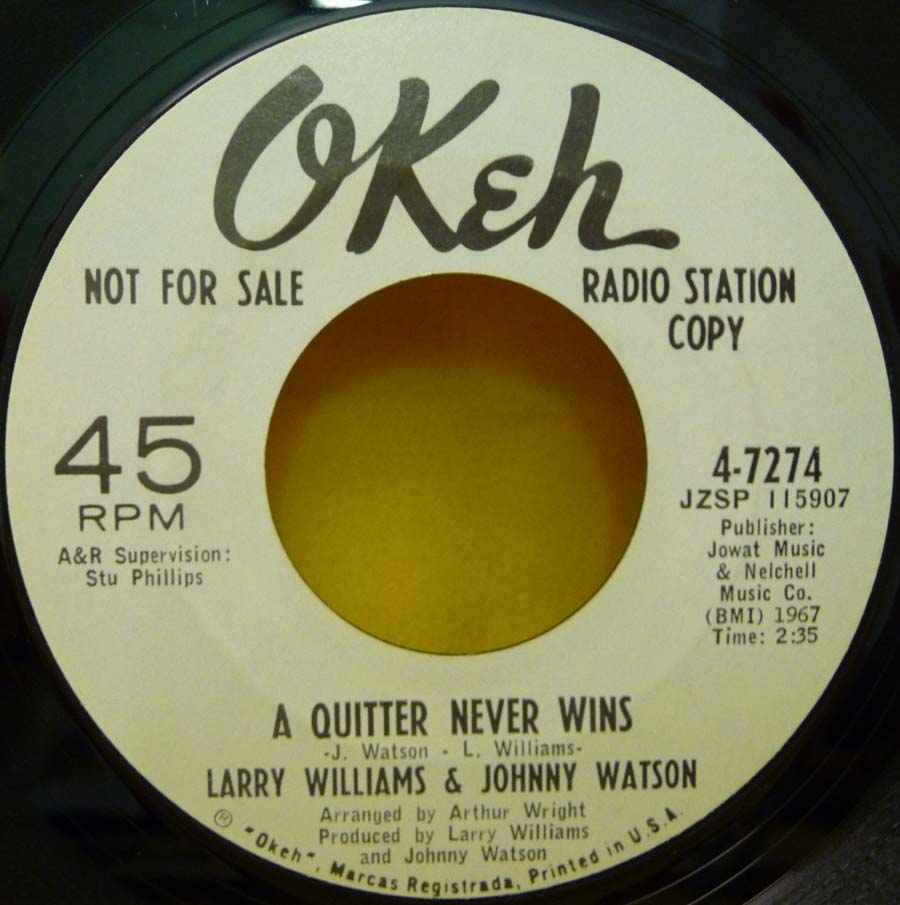 OKeh
NOT FOR SALE
RADIO STATION
COPY
45
RPM
A&R Supervision:
Stu Phillips
4-7274
JZSP 115907
Publisher:
Jowat Music
& Nelchell
Music Co.
(BMI) 1967
Time: 2:35
A QUITTER NEVER WINS
-J. Watson - L. Williams-
LARRY WILLIAMS & JOHNNY WATSON
Arranged by Arthur Wright
Produced by Larry Williams
and Johnny Watson
"Okeh", Marcas Registrada, Printed in U.S.A.